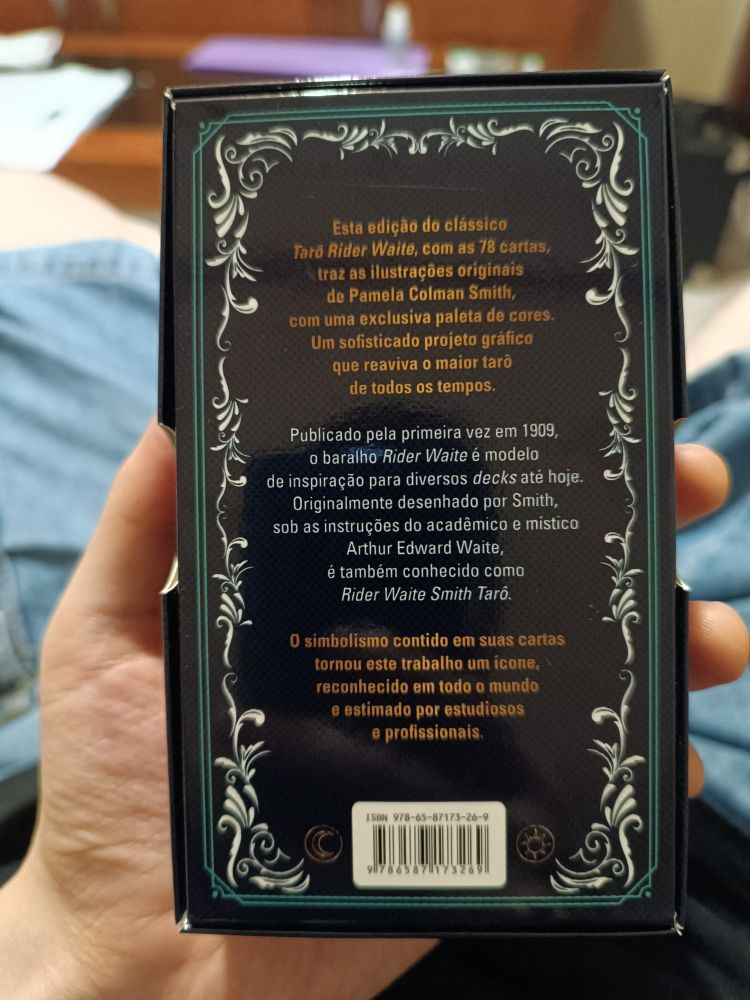 Esta edição do clássico
Tarô Rider Waite, com as 78 cartas,
traz as ilustrações originais
de Pamela Colman Smith,
com uma exclusiva paleta de cores.
Um sofisticado projeto gráfico
que reaviva o maior tarô
de todos os tempos.
Publicado pela primeira vez em 1909,
o baralho Rider Waite é modelo
de inspiração para diversos decks até hoje.
Originalmente desenhado por Smith,
sob as instruções do acadêmico e místico
Arthur Edward Waite,
é também conhecido como
Rider Waite Smith Tarô.
O simbolismo contido em suas cartas
tornou este trabalho um ícone,
reconhecido em todo o mundo
e estimado por estudiosos
e profissionais.
ISBN 978-65-87173-26-9
9 786587 173269